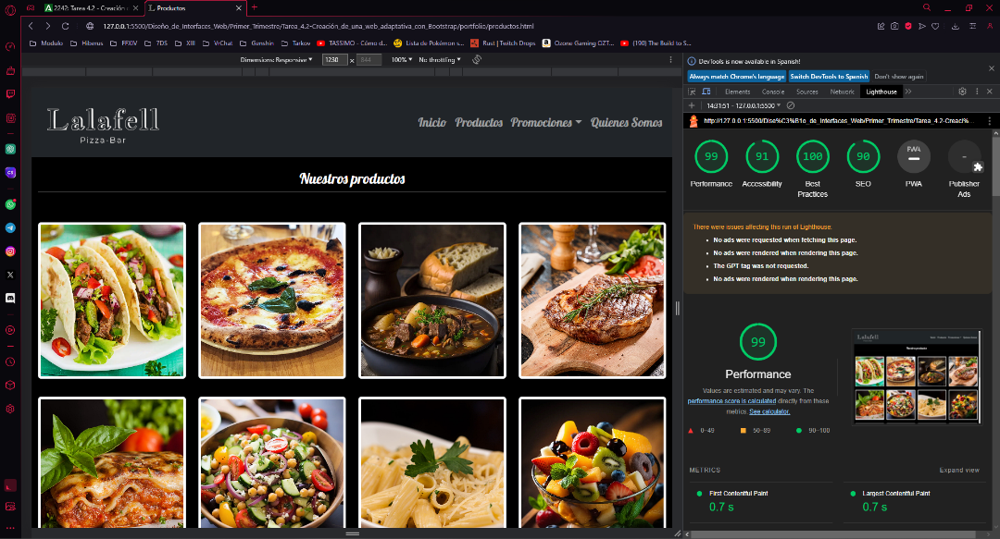 2242: Tarea 4.2 - Creación
Productos
127.0.0.1:5500/Diseño_de_Interfaces_Web/Primer_Trimestre/Tarea_4.2-Creación_de_una_web_adaptativa_con_Bootstrap/portfolio/productos.html
Modulo
Hiberus
FFXIV
7DS
XIII
VrChat
Genshin
Tarkov
TASSIMO - Cómo d...
Lista de Pokémon s...
Rust | Twitch Drops
Ozone Gaming OZT...
(190) The Build to S...
Dimensions: Responsive
1230 x 844
100%
No throttling
Lalafell
Pizza-Bar
Inicio Productos Promociones Quienes Somos
Nuestros productos
DevTools is now available in Spanish!
Always match Chrome's language
Switch DevTools to Spanish
Don't show again
Elements
Console
Sources
Network
Lighthouse
14:31:51 - 127.0.0.1:5500
http://127.0.0.1:5500/Dise%C3%B1o_de_Interfaces_Web/Primer_Trimestre/Tarea_4.2-Creaci%...
99
91
100
90
PWA
-
Performance
Accessibility
Best Practices
SEO
PWA
Publisher Ads
There were issues affecting this run of Lighthouse.
No ads were requested when fetching this page.
No ads were rendered when rendering this page.
The GPT tag was not requested.
No ads were rendered when rendering this page.
99
Performance
Values are estimated and may vary. The
performance score is calculated directly from these
metrics. See calculator.
0–49
50–89
90–100
METRICS
Expand view
First Contentful Paint
0.7 s
Largest Contentful Paint
0.7 s